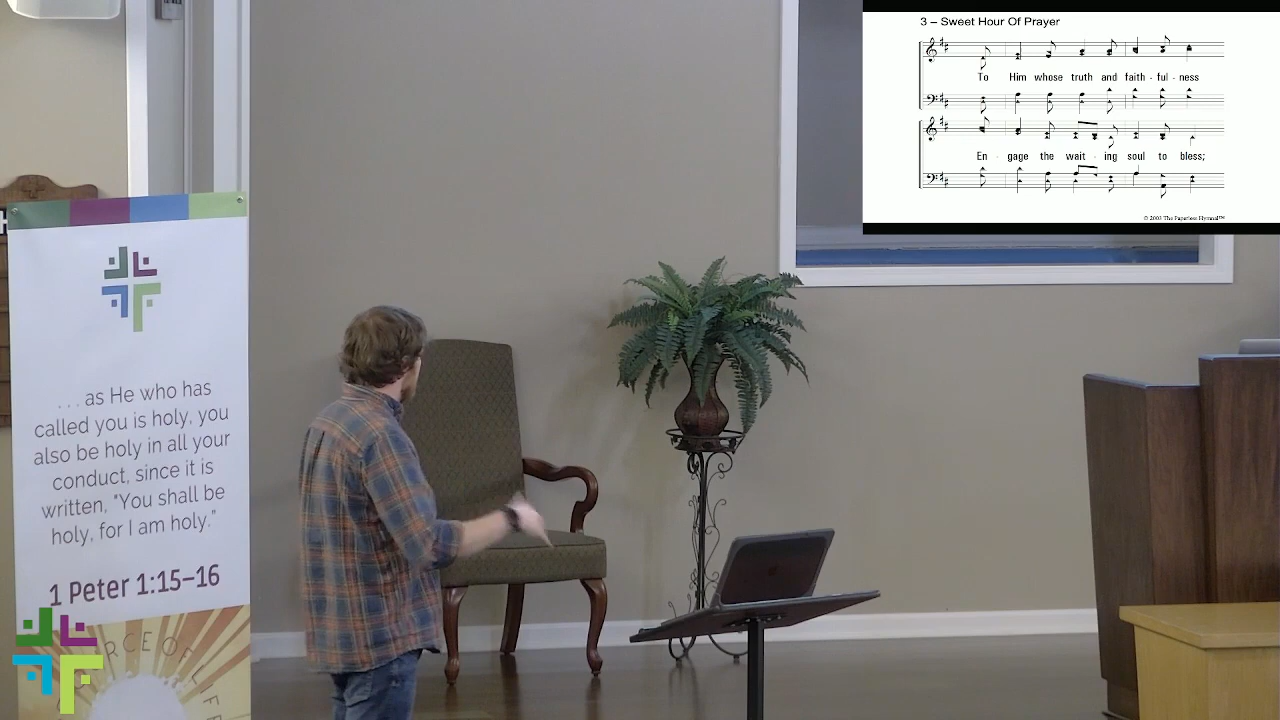 3 – Sweet Hour Of Prayer
To Him whose truth and faith - ful - ness
En - gage the wait - ing soul to bless;
© 2003 The Paperless Hymnal™
H
. . . as He who has
called you is holy, you
also be holy in all your
conduct, since it is
written, "You shall be
holy, for I am holy."
1 Peter 1:15–16
RCE OF LIFE